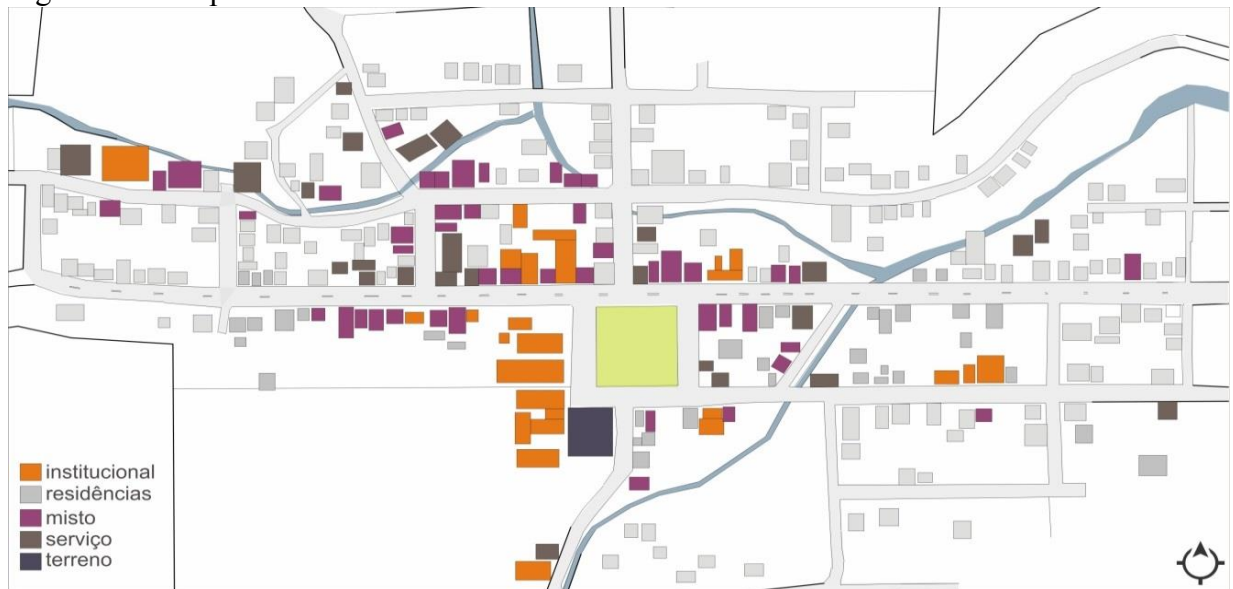 institucional
residências
misto
serviço
terreno